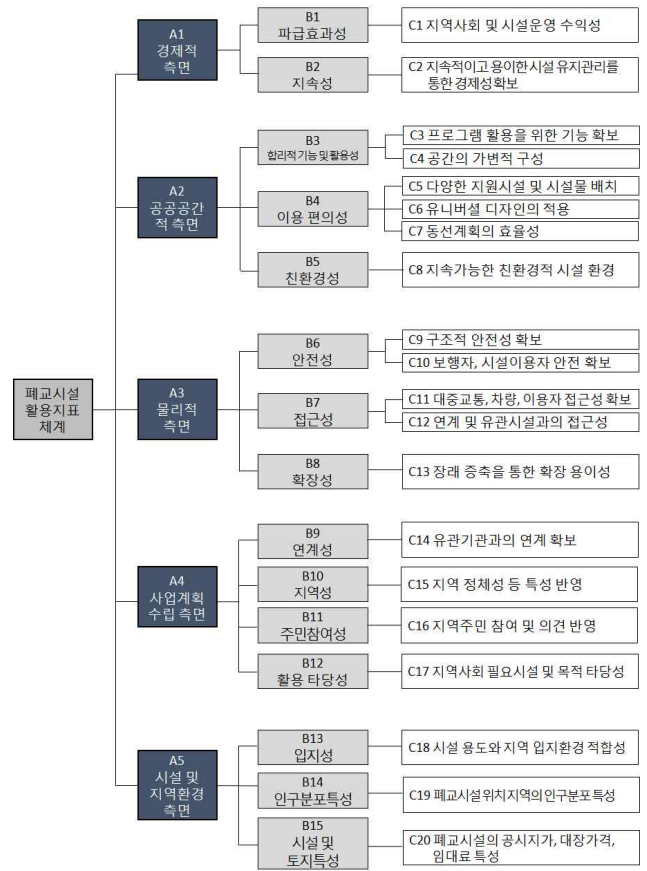 폐교시설
활용지표
체계
A1
경제적
측면
B1
파급효과성
C1 지역사회 및 시설운영 수익성
B2
지속성
C2 지속적이고 용이한 시설 유지관리를
통한 경제성확보
A2
공공공간
적 측면
B3
합리적 기능 및 활용성
C3 프로그램 활용을 위한 기능 확보
C4 공간의 가변적 구성
B4
이용 편의성
C5 다양한 지원시설 및 시설물 배치
C6 유니버셜 디자인의 적용
C7 동선계획의 효율성
B5
친환경성
C8 지속가능한 친환경적 시설 환경
A3
물리적
측면
B6
안전성
C9 구조적 안전성 확보
C10 보행자, 시설이용자 안전 확보
B7
접근성
C11 대중교통, 차량, 이용자 접근성 확보
C12 연계 및 유관시설과의 접근성
B8
확장성
C13 장래 증축을 통한 확장 용이성
A4
사업계획
수립 측면
B9
연계성
C14 유관기관과의 연계 확보
B10
지역성
C15 지역 정체성 등 특성 반영
B11
주민참여성
C16 지역주민 참여 및 의견 반영
B12
활용 타당성
C17 지역사회 필요시설 및 목적 타당성
A5
시설 및
지역환경
측면
B13
입지성
C18 시설 용도와 지역 입지환경 적합성
B14
인구분포특성
C19 폐교시설위치지역의 인구분포특성
B15
시설 및
토지특성
C20 폐교시설의 공시지가, 대장가격,
임대료 특성